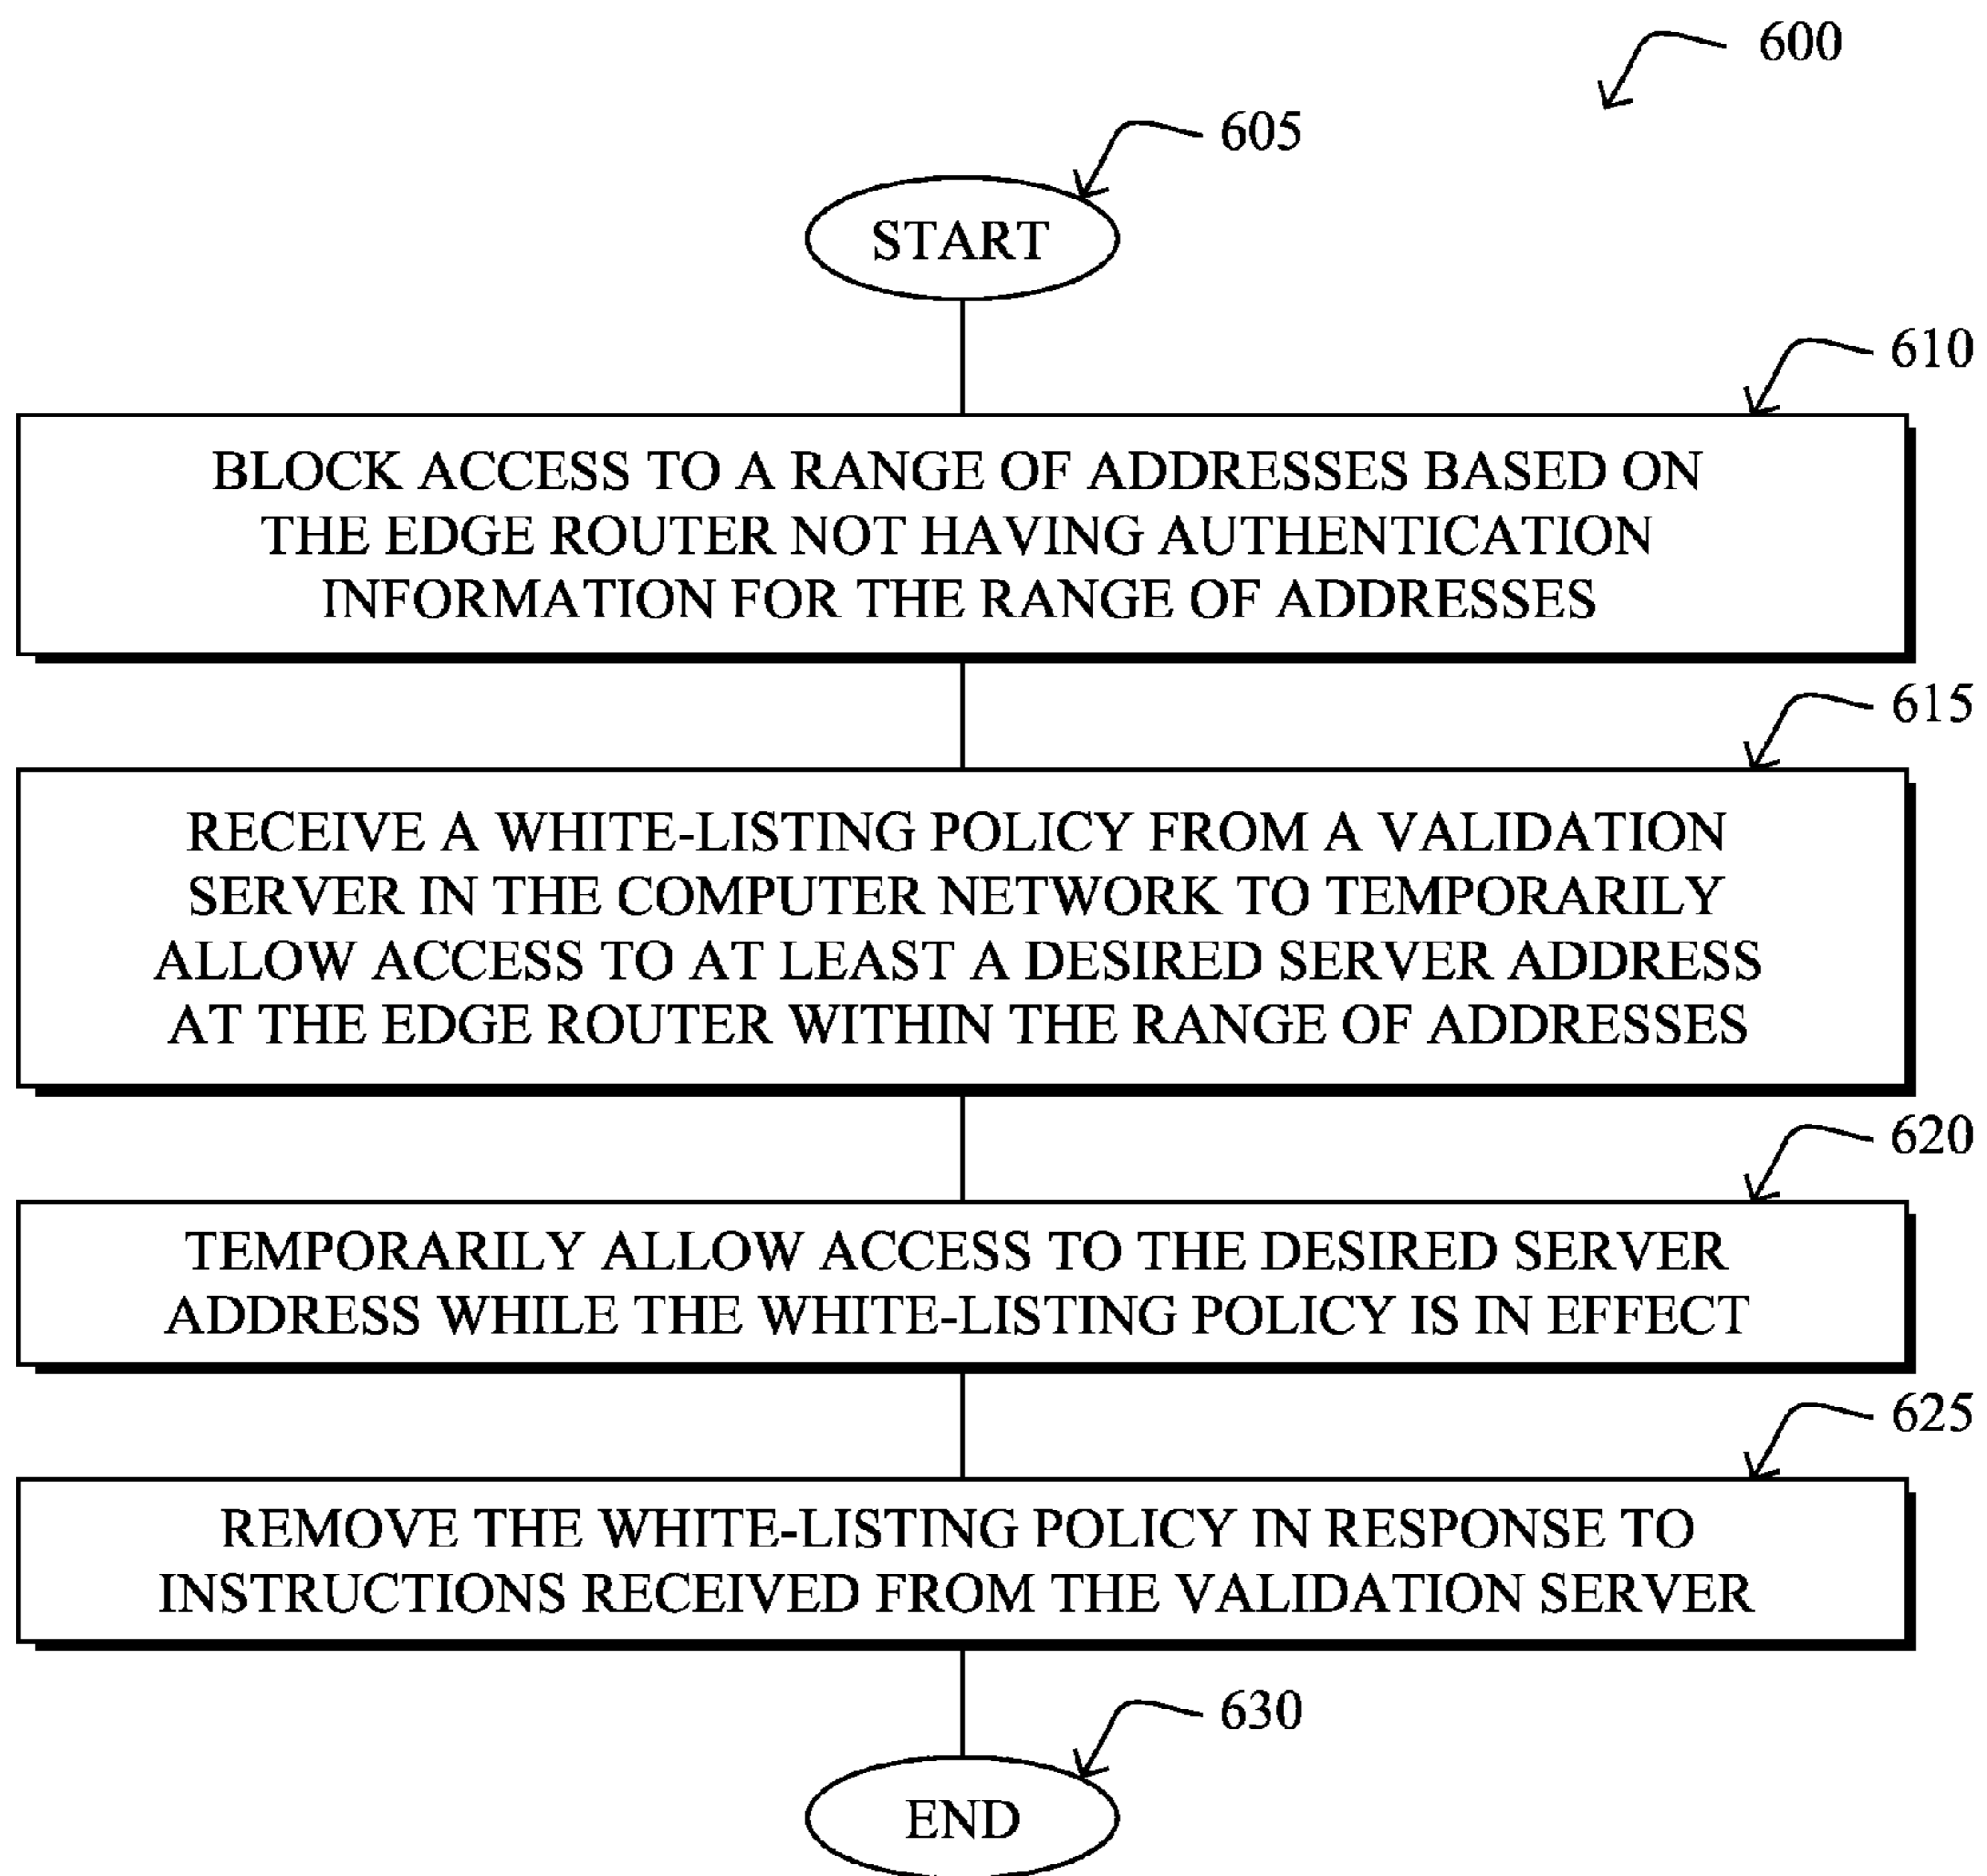 600
605
START
610
BLOCK ACCESS TO A RANGE OF ADDRESSES BASED ON
THE EDGE ROUTER NOT HAVING AUTHENTICATION
INFORMATION FOR THE RANGE OF ADDRESSES
615
RECEIVE A WHITE-LISTING POLICY FROM A VALIDATION
SERVER IN THE COMPUTER NETWORK TO TEMPORARILY
ALLOW ACCESS TO AT LEAST A DESIRED SERVER ADDRESS
AT THE EDGE ROUTER WITHIN THE RANGE OF ADDRESSES
620
TEMPORARILY ALLOW ACCESS TO THE DESIRED SERVER
ADDRESS WHILE THE WHITE-LISTING POLICY IS IN EFFECT
625
REMOVE THE WHITE-LISTING POLICY IN RESPONSE TO
INSTRUCTIONS RECEIVED FROM THE VALIDATION SERVER
630
END